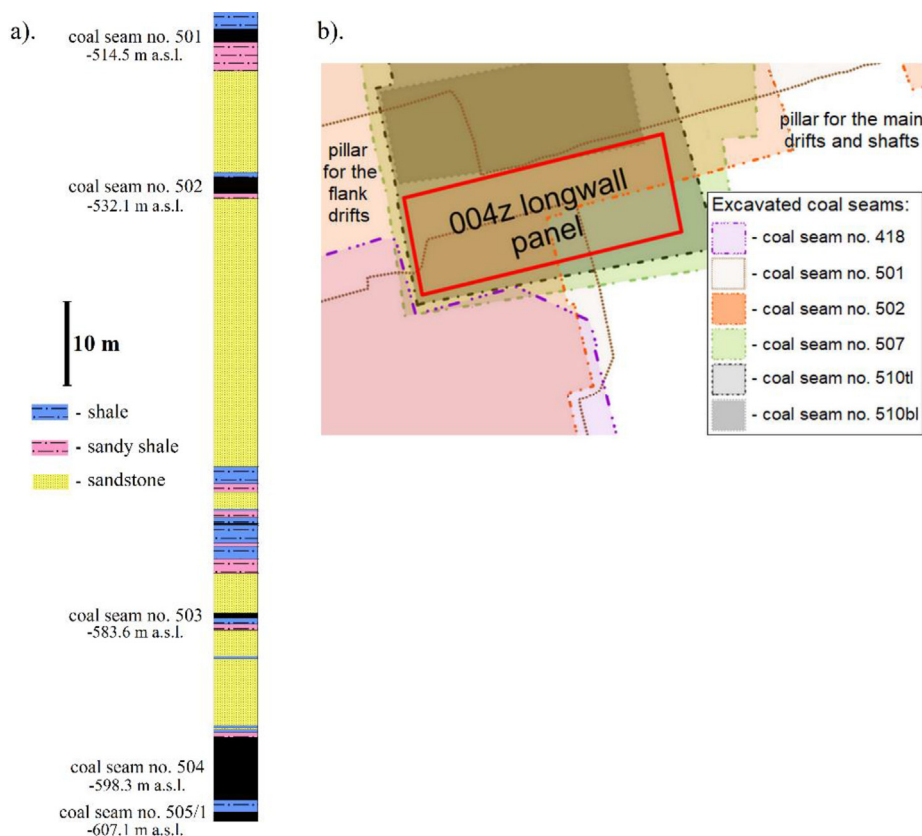 a).
coal seam no. 501
-514.5 m a.s.l.
coal seam no. 502
-532.1 m a.s.l.
10 m
- shale
- sandy shale
- sandstone
coal seam no. 503
-583.6 m a.s.l.
coal seam no. 504
-598.3 m a.s.l.
coal seam no. 505/1
-607.1 m a.s.l.
b).
pillar
for the
flank
drifts
004z longwall
panel
pillar for the main
drifts and shafts
Excavated coal seams:
- coal seam no. 418
- coal seam no. 501
- coal seam no. 502
- coal seam no. 507
- coal seam no. 510tl
- coal seam no. 510bl